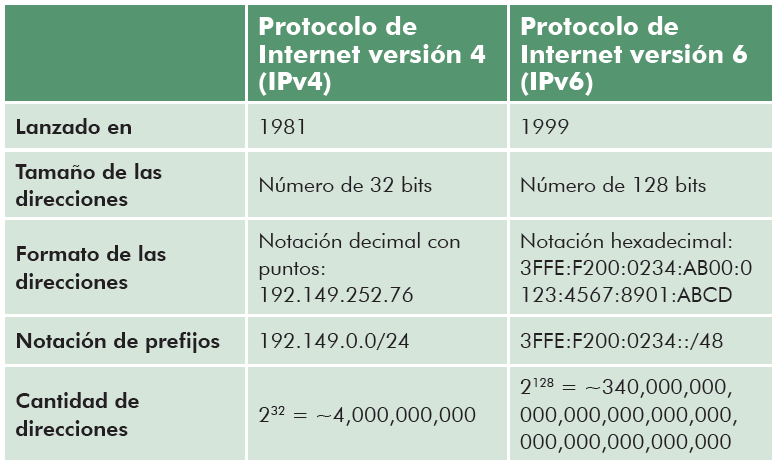 Protocolo de
Internet versión 4
(IPv4)
Protocolo de
Internet versión 6
(IPv6)
Lanzado en
1981
1999
Tamaño de las
direcciones
Número de 32 bits
Número de 128 bits
Formato de las
direcciones
Notación decimal con
puntos:
192.149.252.76
Notación hexadecimal:
3FFE:F200:0234:AB00:0
123:4567:8901:ABCD
Notación de prefijos
192.149.0.0/24
3FFE:F200:0234::/48
Cantidad de
direcciones
2³² = ~4,000,000,000
2¹²⁸ = ~340,000,000,
000,000,000,000,000,
000,000,000,000,000